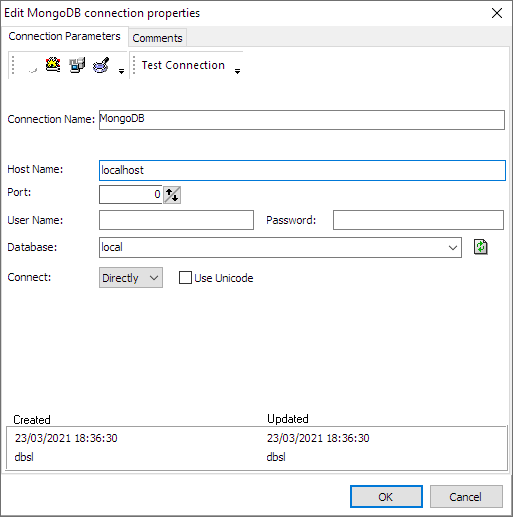 Edit MongoDB connection properties
Connection Parameters Comments
Test Connection
Connection Name: MongoDB
Host Name: localhost
Port: 0
User Name: Password:
Database: local
Connect: Directly Use Unicode
Created Updated
23/03/2021 18:36:30 23/03/2021 18:36:30
dbsl dbsl
OK Cancel